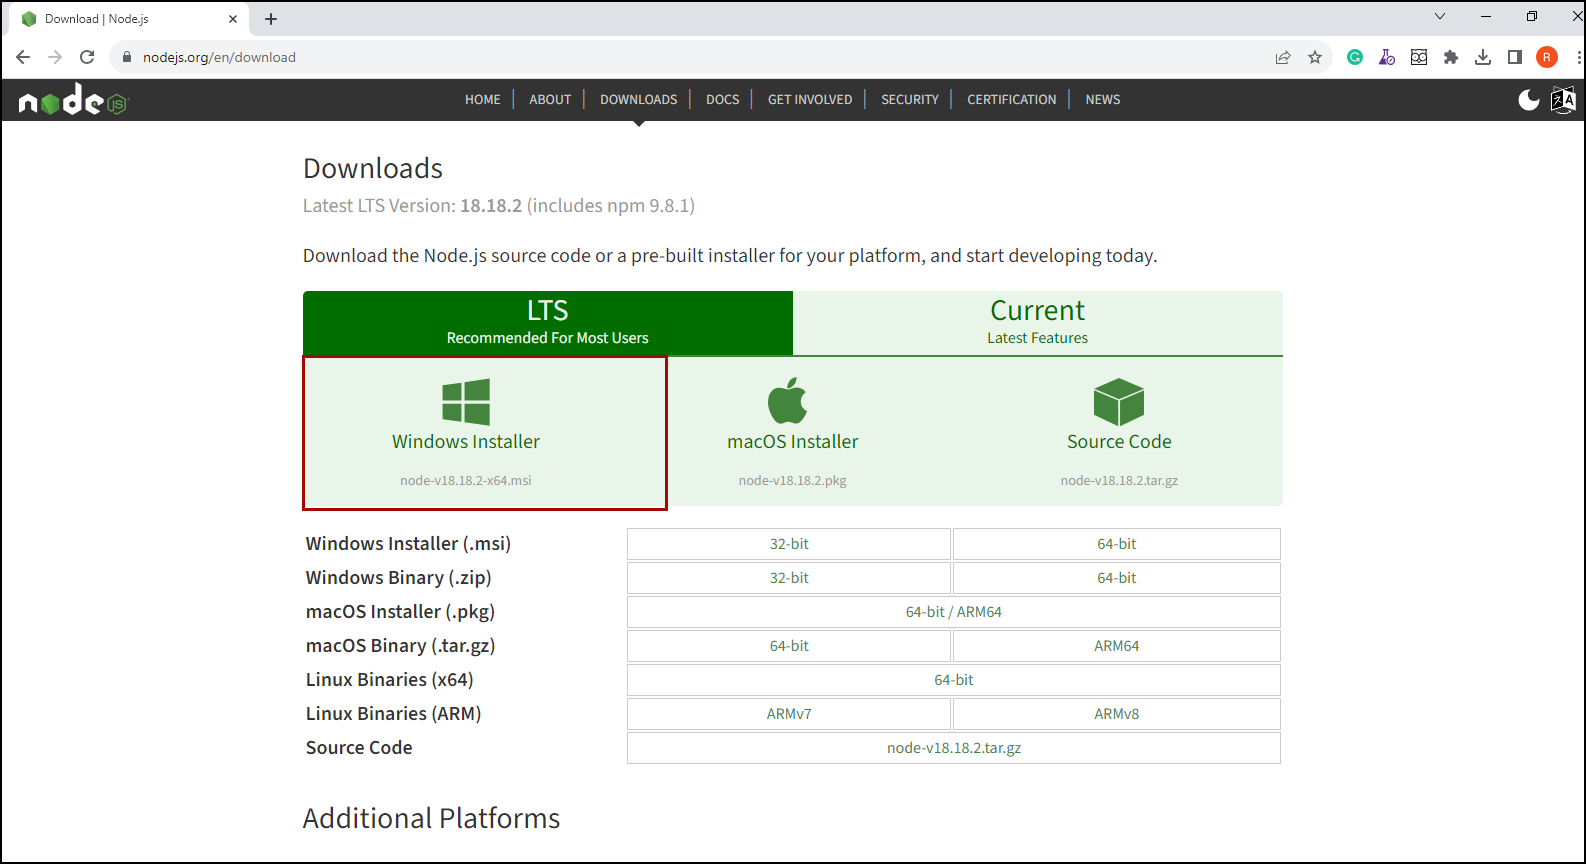 Download | Node.js
nodejs.org/en/download
R
node JS
HOME ABOUT DOWNLOADS DOCS GET INVOLVED SECURITY CERTIFICATION NEWS
Downloads
Latest LTS Version: 18.18.2 (includes npm 9.8.1)
Download the Node.js source code or a pre-built installer for your platform, and start developing today.
LTS
Recommended For Most Users
Current
Latest Features
Windows Installer
node-v18.18.2-x64.msi
macOS Installer
node-v18.18.2.pkg
Source Code
node-v18.18.2.tar.gz
Windows Installer (.msi) 32-bit 64-bit
Windows Binary (.zip) 32-bit 64-bit
macOS Installer (.pkg) 64-bit / ARM64
macOS Binary (.tar.gz) 64-bit ARM64
Linux Binaries (x64) 64-bit
Linux Binaries (ARM) ARMv7 ARMv8
Source Code node-v18.18.2.tar.gz
Additional Platforms